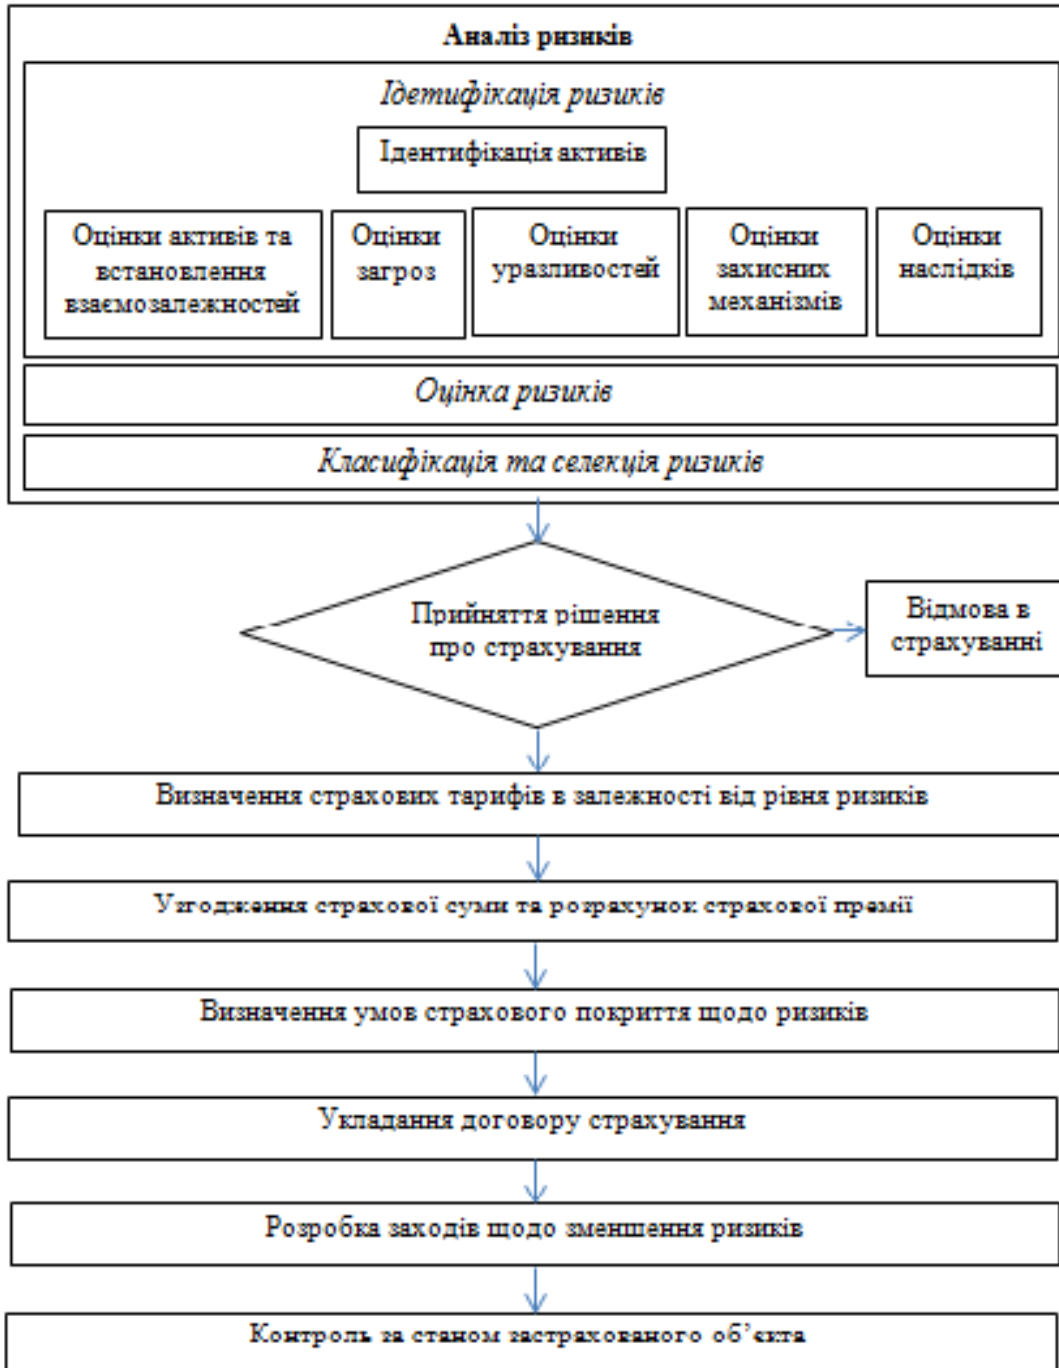 Аналіз ризиків
Ідетифікація ризиків
Ідентифікація активів
Оцінки активів та
встановлення
взаємозалежностей
Оцінки
загроз
Оцінки
уразливостей
Оцінки
захисних
механізмів
Оцінки
наслідків
Оцінка ризиків
Класифікація та селекція ризиків
Прийняття рішення
про страхування
Відмова в
страхуванні
Визначення страхових тарифів в залежності від рівня ризиків
Узгодження страхової суми та розрахунок страхової премії
Визначення умов страхового покриття щодо ризиків
Укладання договору страхування
Розробка заходів щодо зменшення ризиків
Контроль за станом застрахованого об’єкта